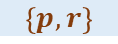 {p, r}